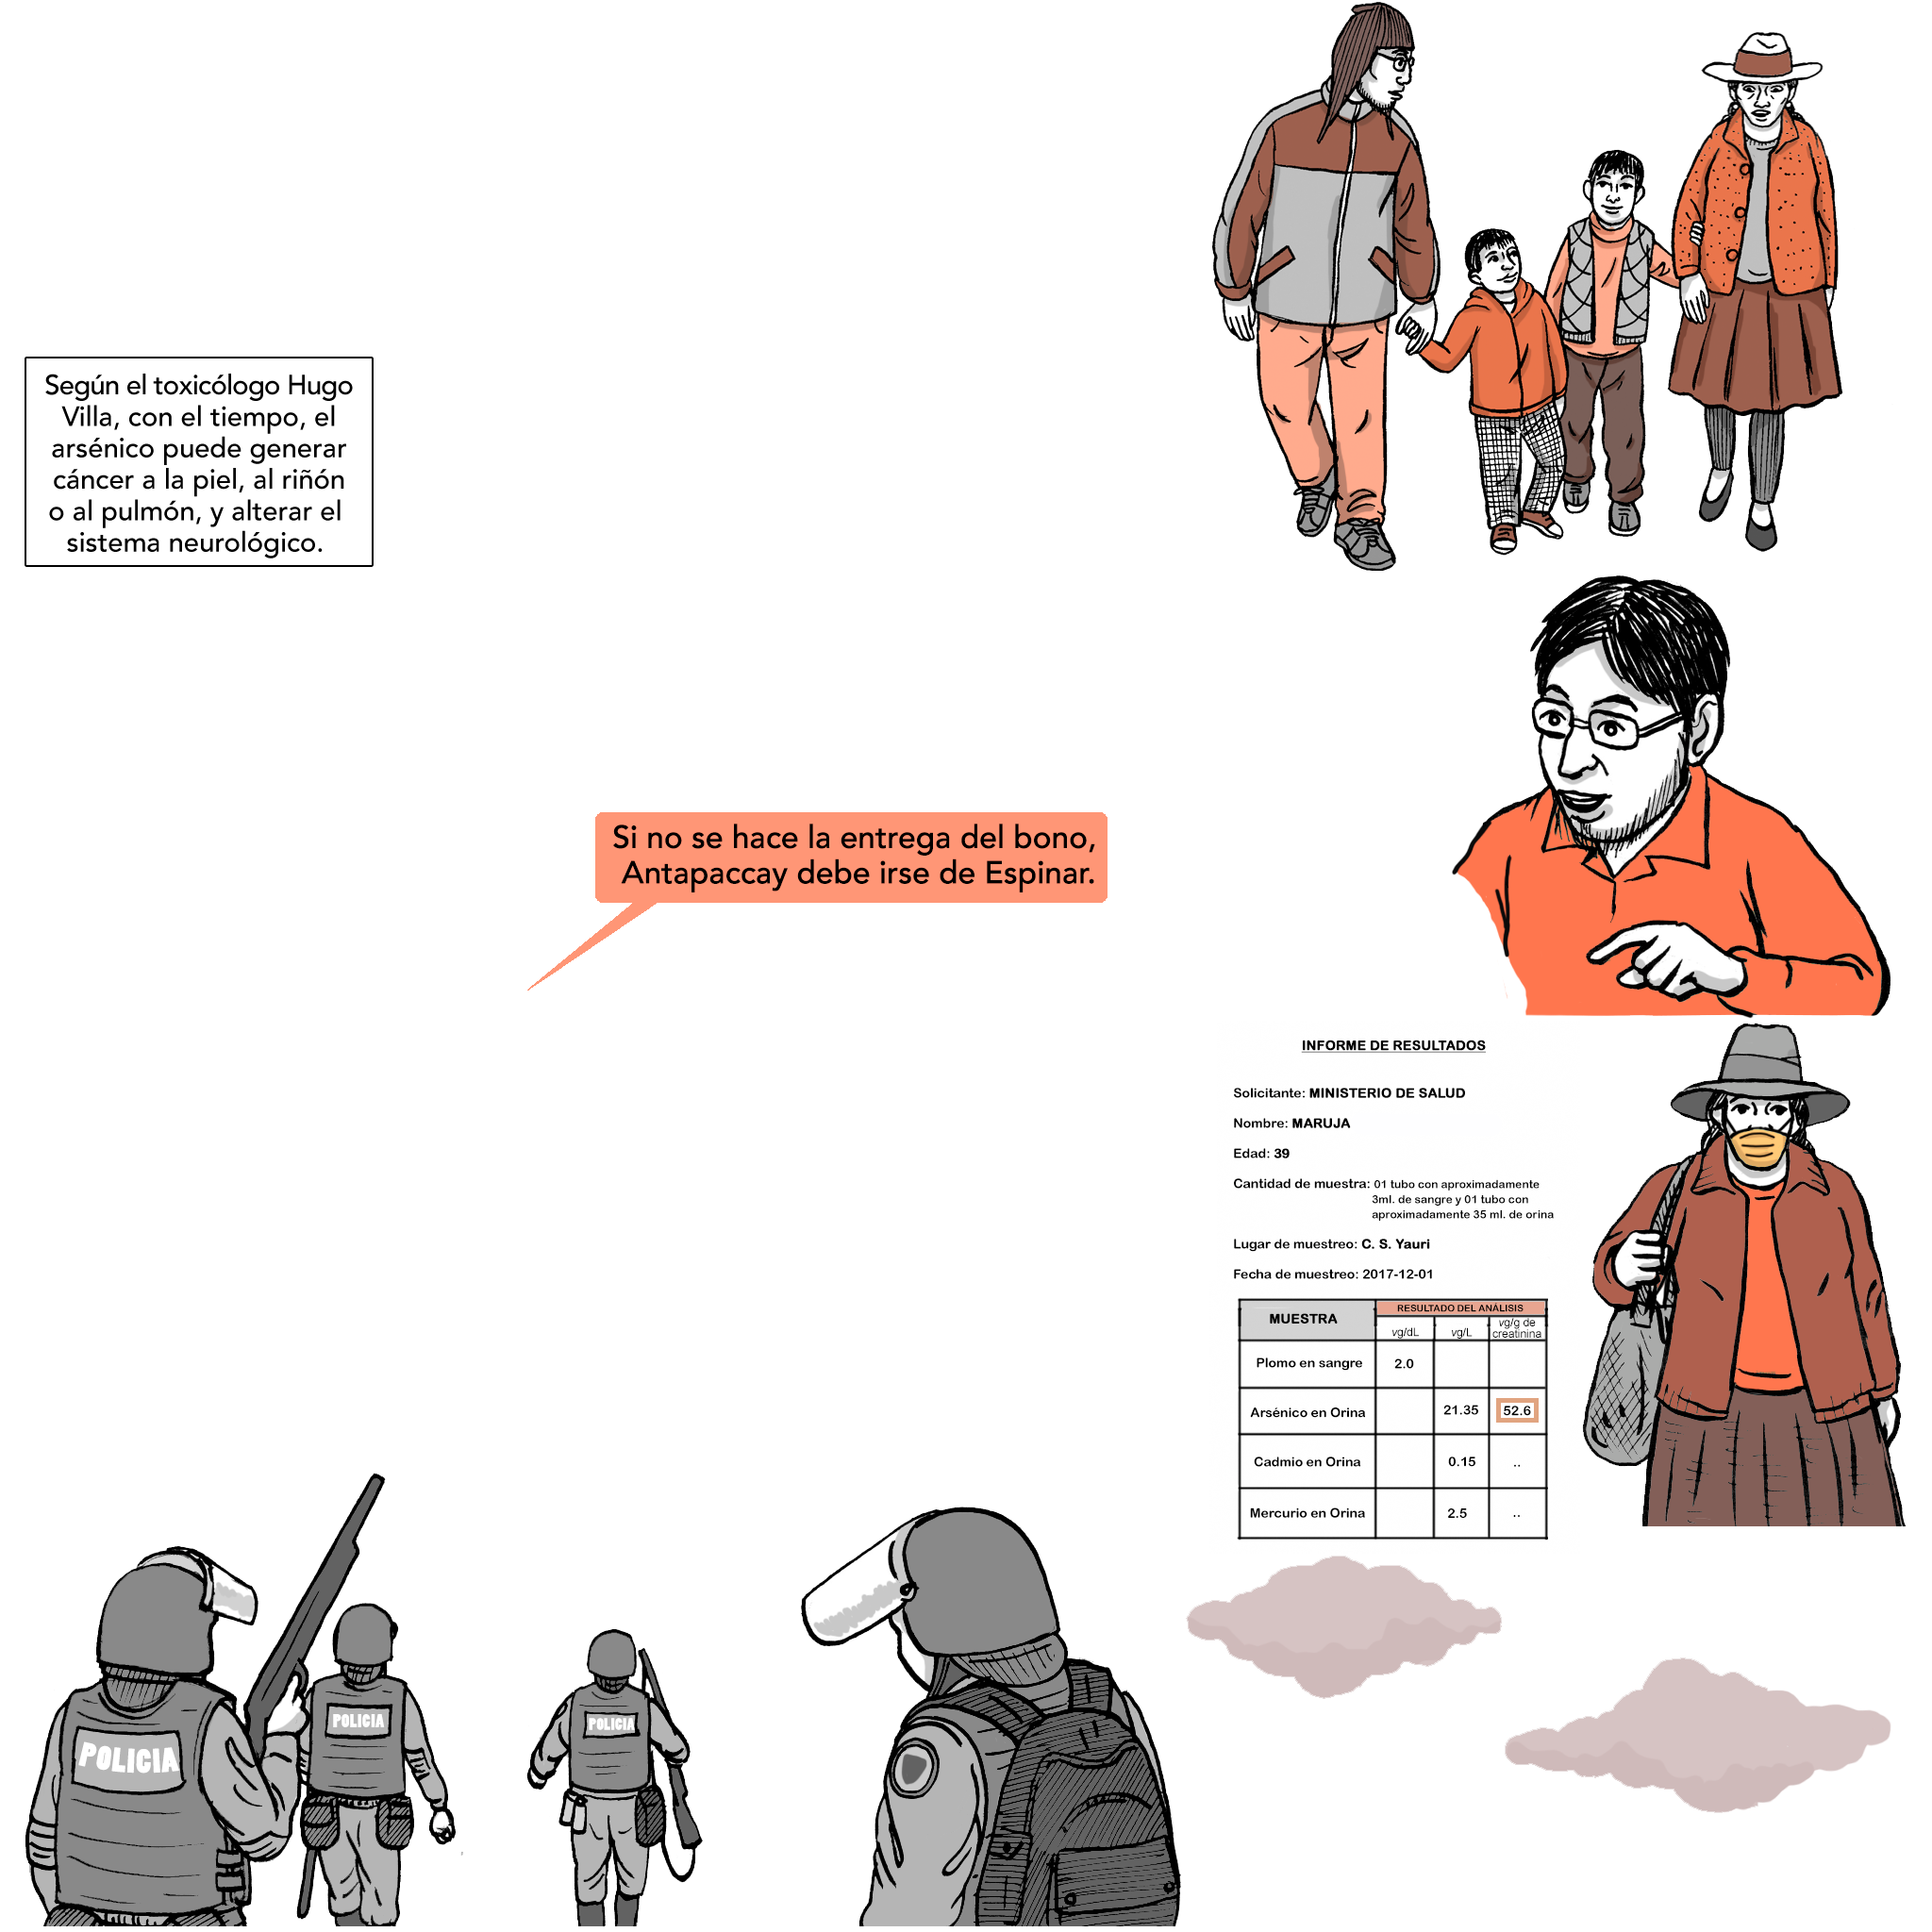 Según el toxicólogo Hugo
Villa, con el tiempo, el
arsénico puede generar
cáncer a la piel, al riñón
o al pulmón, y alterar el
sistema neurológico.
Si no se hace la entrega del bono,
Antapaccay debe irse de Espinar.
INFORME DE RESULTADOS
Solicitante: MINISTERIO DE SALUD
Nombre: MARUJA
Edad: 39
Cantidad de muestra: 01 tubo con aproximadamente
3ml. de sangre y 01 tubo con
aproximadamente 35 ml. de orina
Lugar de muestreo: C. S. Yauri
Fecha de muestreo: 2017-12-01
MUESTRA RESULTADO DEL ANÁLISIS
vg/dL vg/L vg/g de
creatinina
Plomo en sangre 2.0
Arsénico en Orina 21.35 52.6
Cadmio en Orina 0.15 ..
Mercurio en Orina 2.5 ..
POLICIA
POLICIA
POLICIA